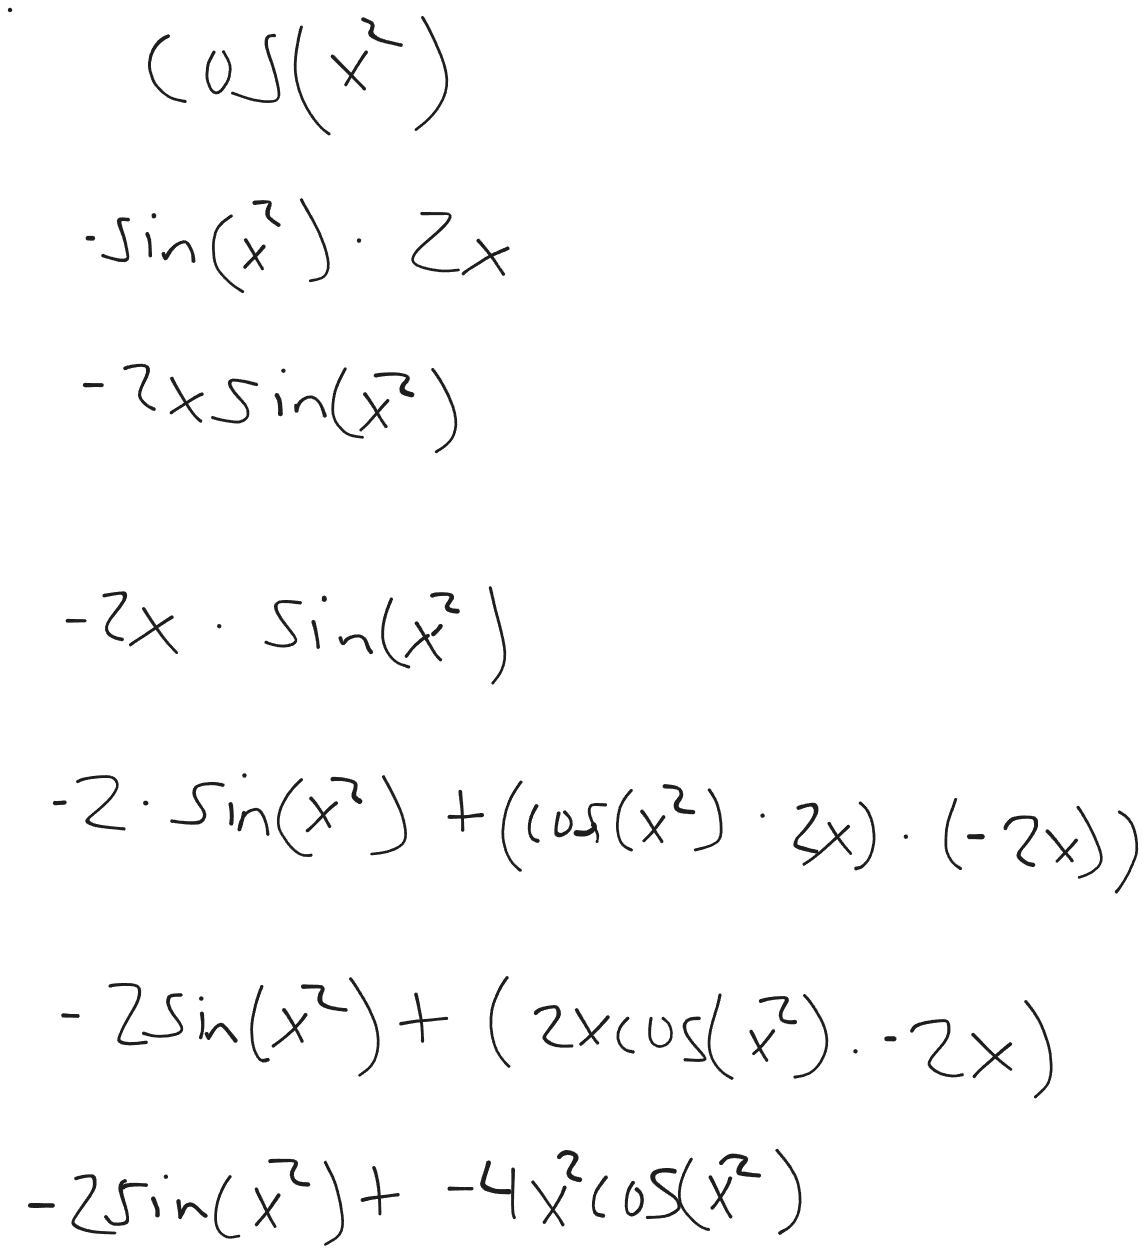 cos(x²)
-sin(x²) · 2x
-2xsin(x²)
-2x · sin(x²)
-2 · sin(x²) + (cos(x²) · 2x) · (-2x))
-2sin(x²) + (2xcos(x²) · -2x)
-2sin(x²) + -4x²cos(x²)